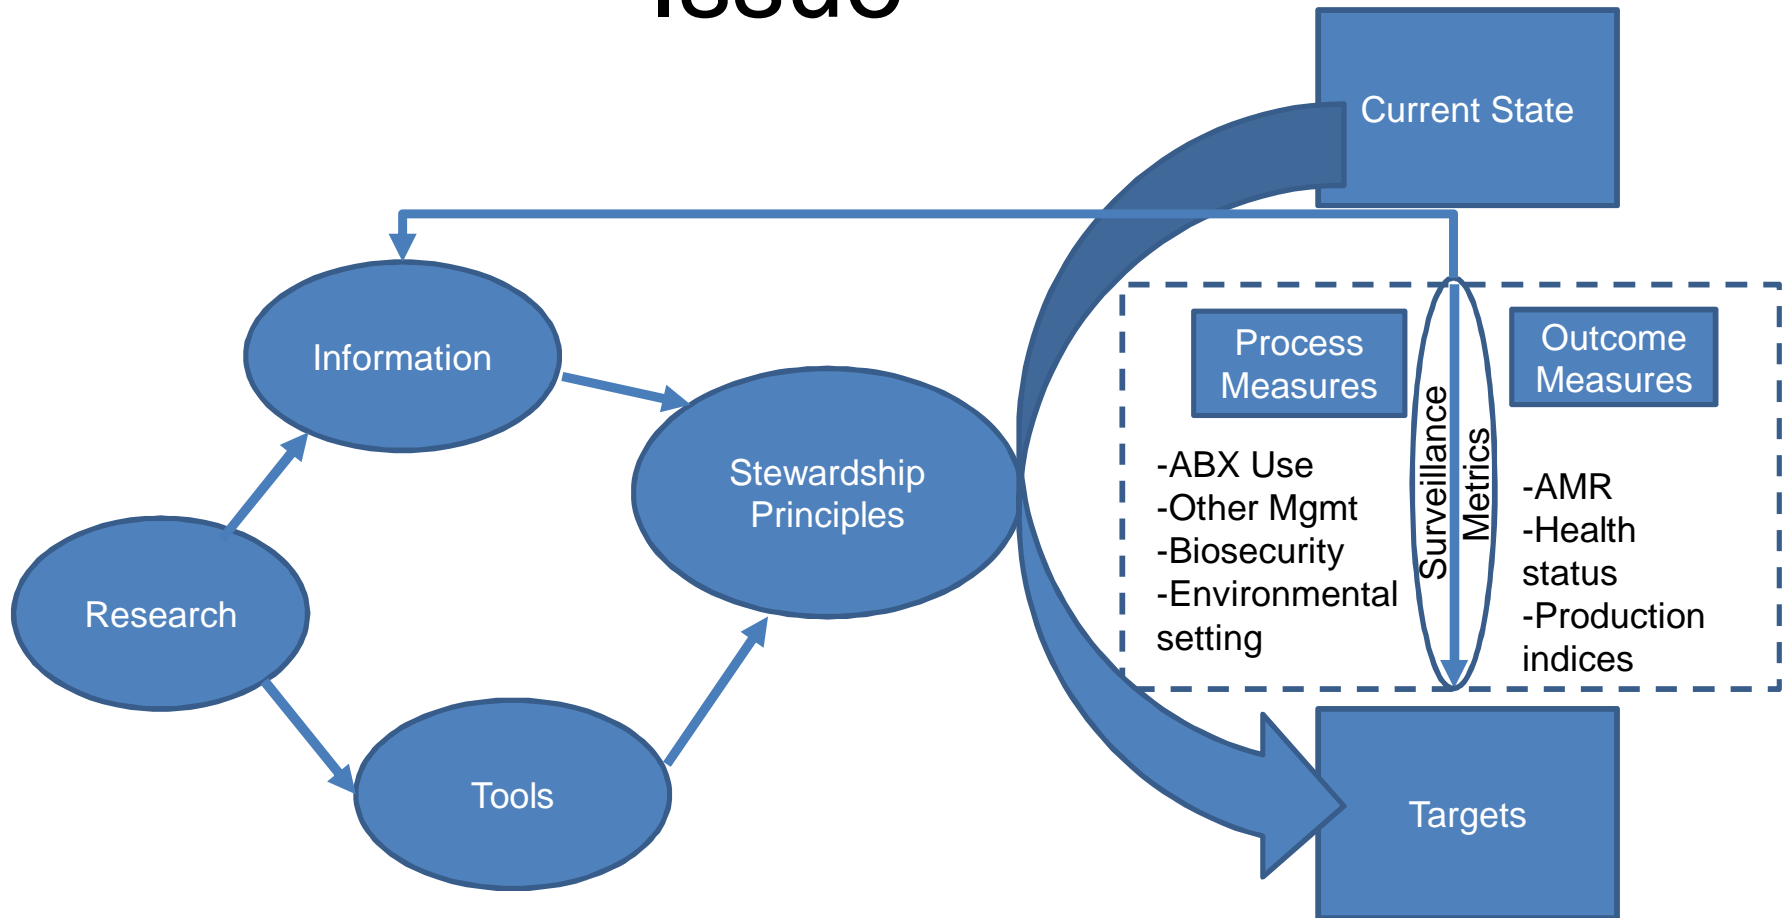 Issue
Current State
Information
Process
Measures
Outcome
Measures
Surveillance
Metrics
Stewardship
Principles
-ABX Use
-Other Mgmt
-Biosecurity
-Environmental
setting
-AMR
-Health
status
-Production
indices
Research
Tools
Targets